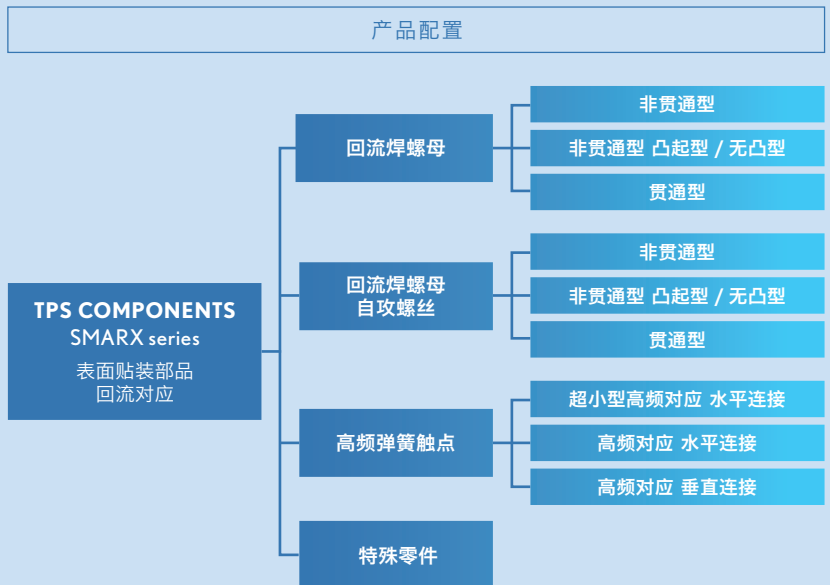 产品配置
TPS COMPONENTS
SMARX series
表面贴装部品
回流对应
回流焊螺母
非贯通型
非贯通型 凸起型 / 无凸型
贯通型
回流焊螺母
自攻螺丝
非贯通型
非贯通型 凸起型 / 无凸型
贯通型
高频弹簧触点
超小型高频对应 水平连接
高频对应 水平连接
高频对应 垂直连接
特殊零件